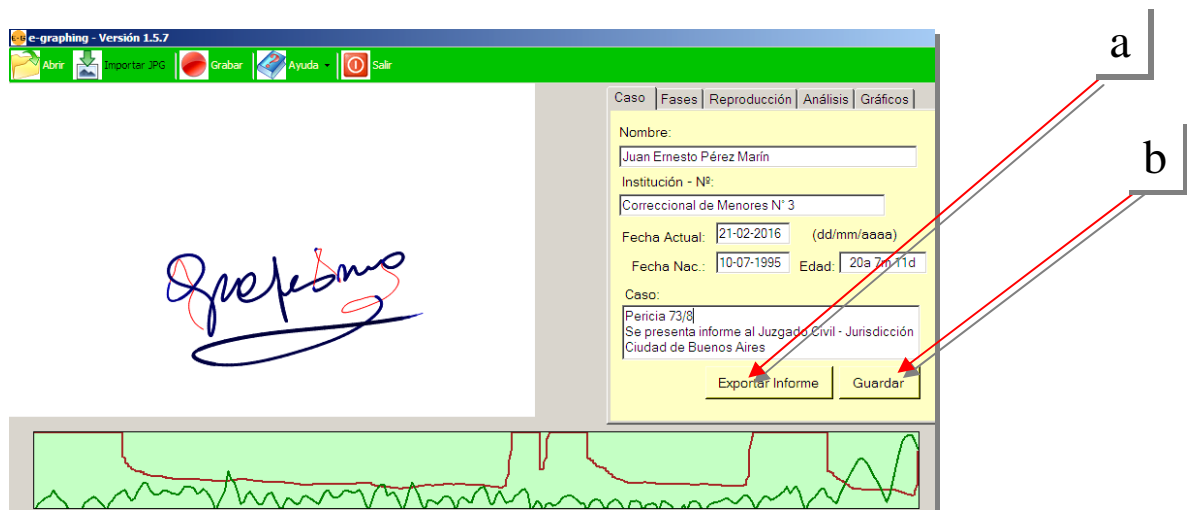 e-graphing - Versión 1.5.7
Abrir Importar JPG Grabar Ayuda Salir
a
Caso Fases Reproducción Análisis Gráficos
Nombre:
Juan Ernesto Pérez Marín
b
Institución - Nº:
Correccional de Menores N° 3
Fecha Actual: 21-02-2016 (dd/mm/aaaa)
Fecha Nac.: 10-07-1995 Edad: 20a 7m 11d
Caso:
Pericia 73/8
Se presenta informe al Juzgado Civil - Jurisdicción
Ciudad de Buenos Aires
Exportar Informe Guardar